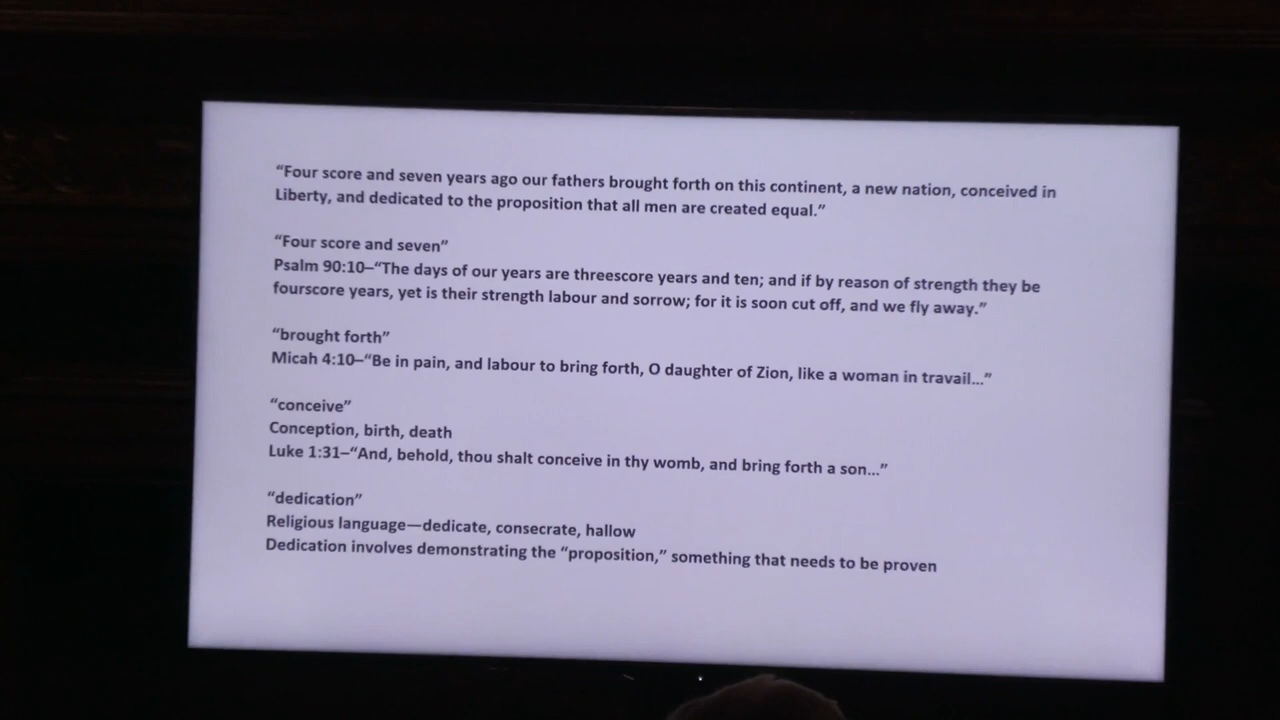 “Four score and seven years ago our fathers brought forth on this continent, a new nation, conceived in
Liberty, and dedicated to the proposition that all men are created equal.”
“Four score and seven”
Psalm 90:10–“The days of our years are threescore years and ten; and if by reason of strength they be
fourscore years, yet is their strength labour and sorrow; for it is soon cut off, and we fly away.”
“brought forth”
Micah 4:10–“Be in pain, and labour to bring forth, O daughter of Zion, like a woman in travail...”
“conceive”
Conception, birth, death
Luke 1:31–“And, behold, thou shalt conceive in thy womb, and bring forth a son...”
“dedication”
Religious language—dedicate, consecrate, hallow
Dedication involves demonstrating the “proposition,” something that needs to be proven